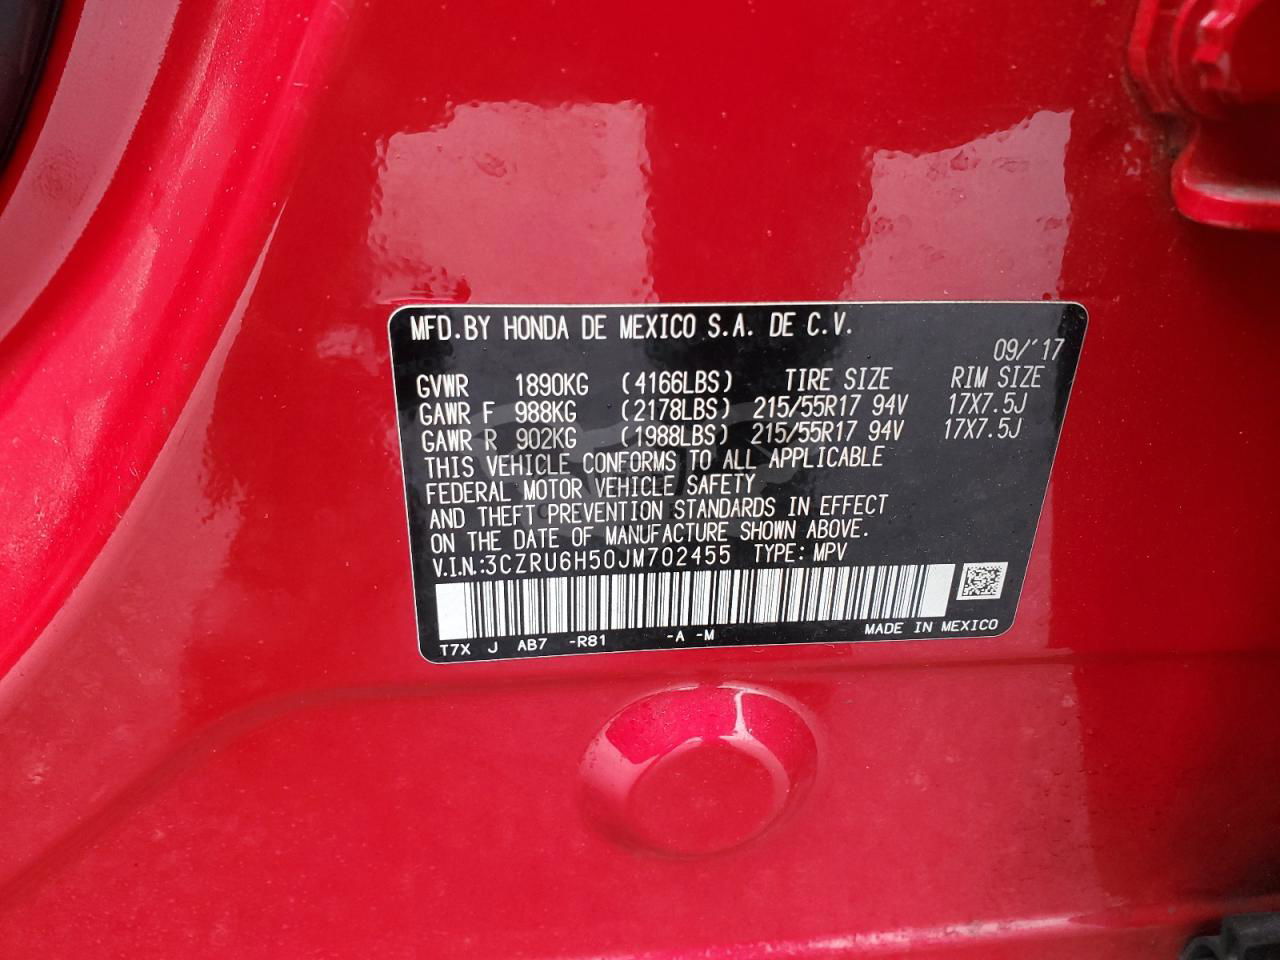 MFD.BY HONDA DE MEXICO S.A. DE C.V.
09/'17
GVWR 1890KG (4166LBS) TIRE SIZE RIM SIZE
GAWR F 988KG (2178LBS) 215/55R17 94V 17X7.5J
GAWR R 902KG (1988LBS) 215/55R17 94V 17X7.5J
THIS VEHICLE CONFORMS TO ALL APPLICABLE
FEDERAL MOTOR VEHICLE SAFETY
AND THEFT PREVENTION STANDARDS IN EFFECT
ON THE DATE OF MANUFACTURE SHOWN ABOVE.
V.I.N.:3CZRU6H50JM702455 TYPE: MPV
T7X J AB7 -R81 -A -M MADE IN MEXICO